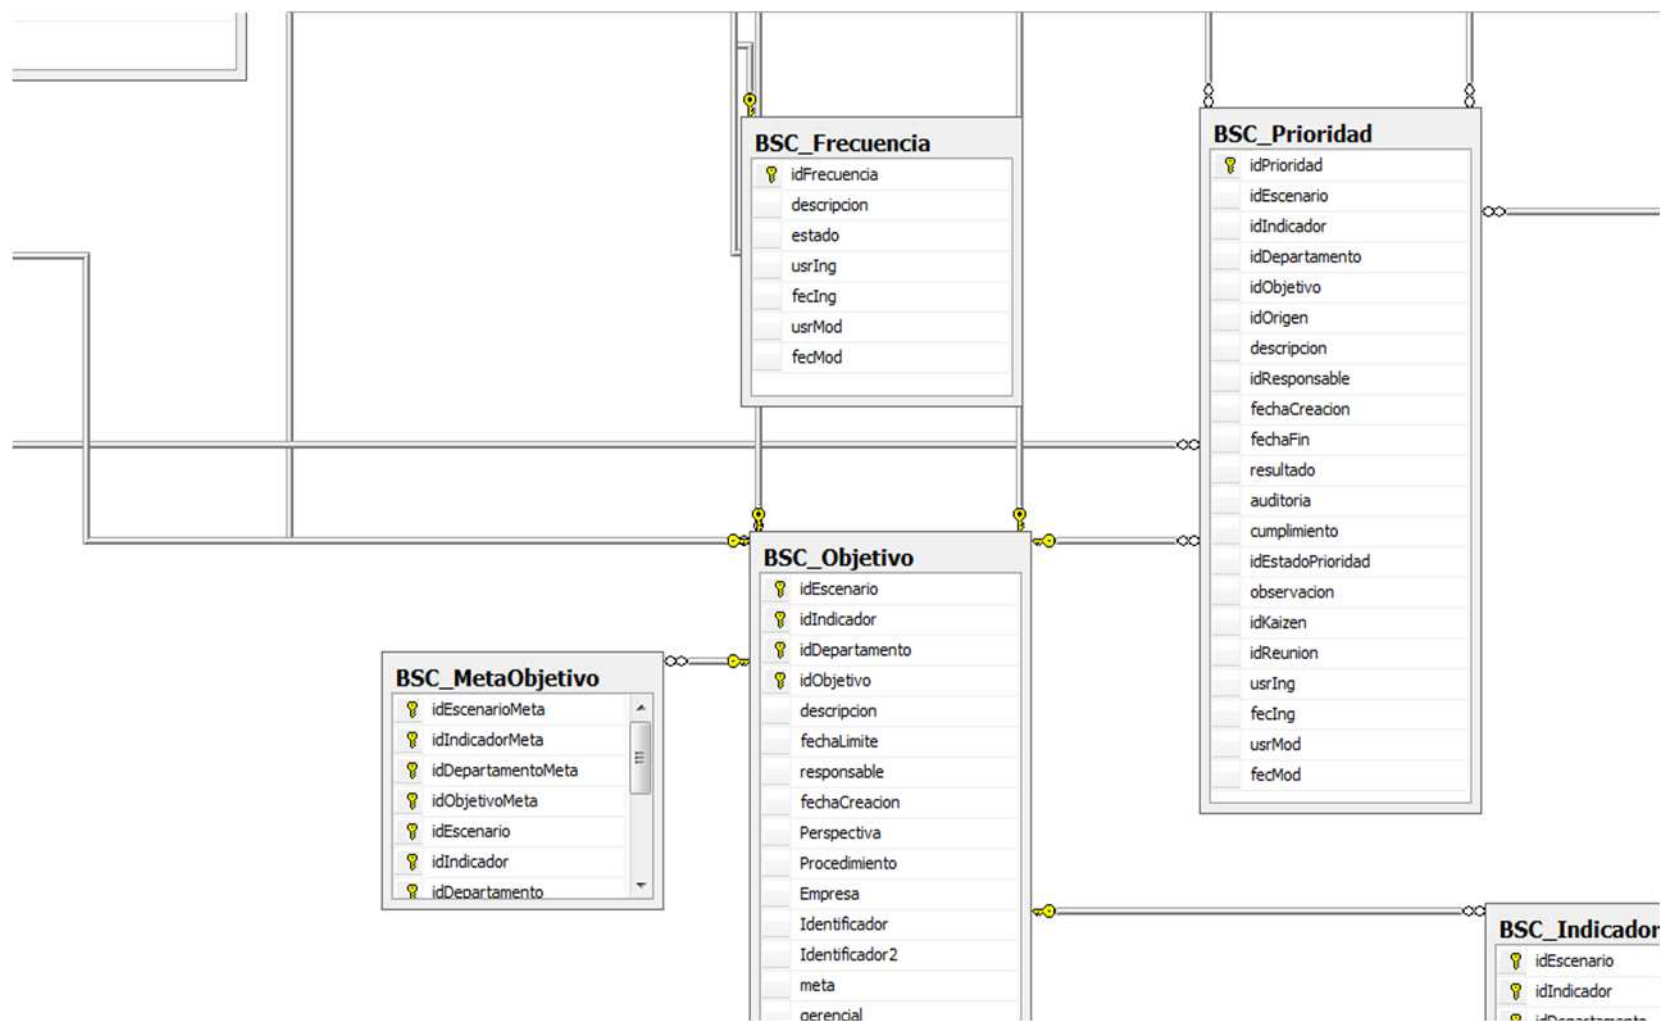 BSC_Frecuencia
idFrecuencia
descripcion
estado
usrIng
fecIng
usrMod
fecMod
BSC_Prioridad
idPrioridad
idEscenario
idIndicador
idDepartamento
idObjetivo
idOrigen
descripcion
idResponsable
fechaCreacion
fechaFin
resultado
auditoria
cumplimiento
idEstadoPrioridad
observacion
idKaizen
idReunion
usrIng
fecIng
usrMod
fecMod
BSC_Objetivo
idEscenario
idIndicador
idDepartamento
idObjetivo
descripcion
fechaLimite
responsable
fechaCreacion
Perspectiva
Procedimiento
Empresa
Identificador
Identificador2
meta
gerencial
BSC_MetaObjetivo
idEscenarioMeta
idIndicadorMeta
idDepartamentoMeta
idObjetivoMeta
idEscenario
idIndicador
idDepartamento
BSC_Indicador
idEscenario
idIndicador
idDepartamento